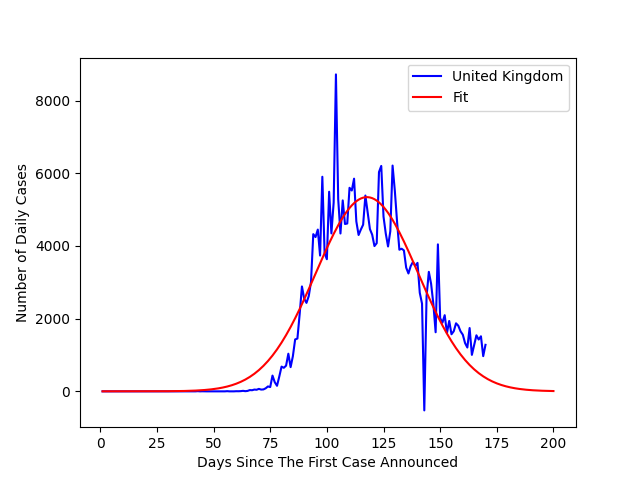 United Kingdom
Fit
8000
6000
4000
2000
0
Number of Daily Cases
0 25 50 75 100 125 150 175 200
Days Since The First Case Announced